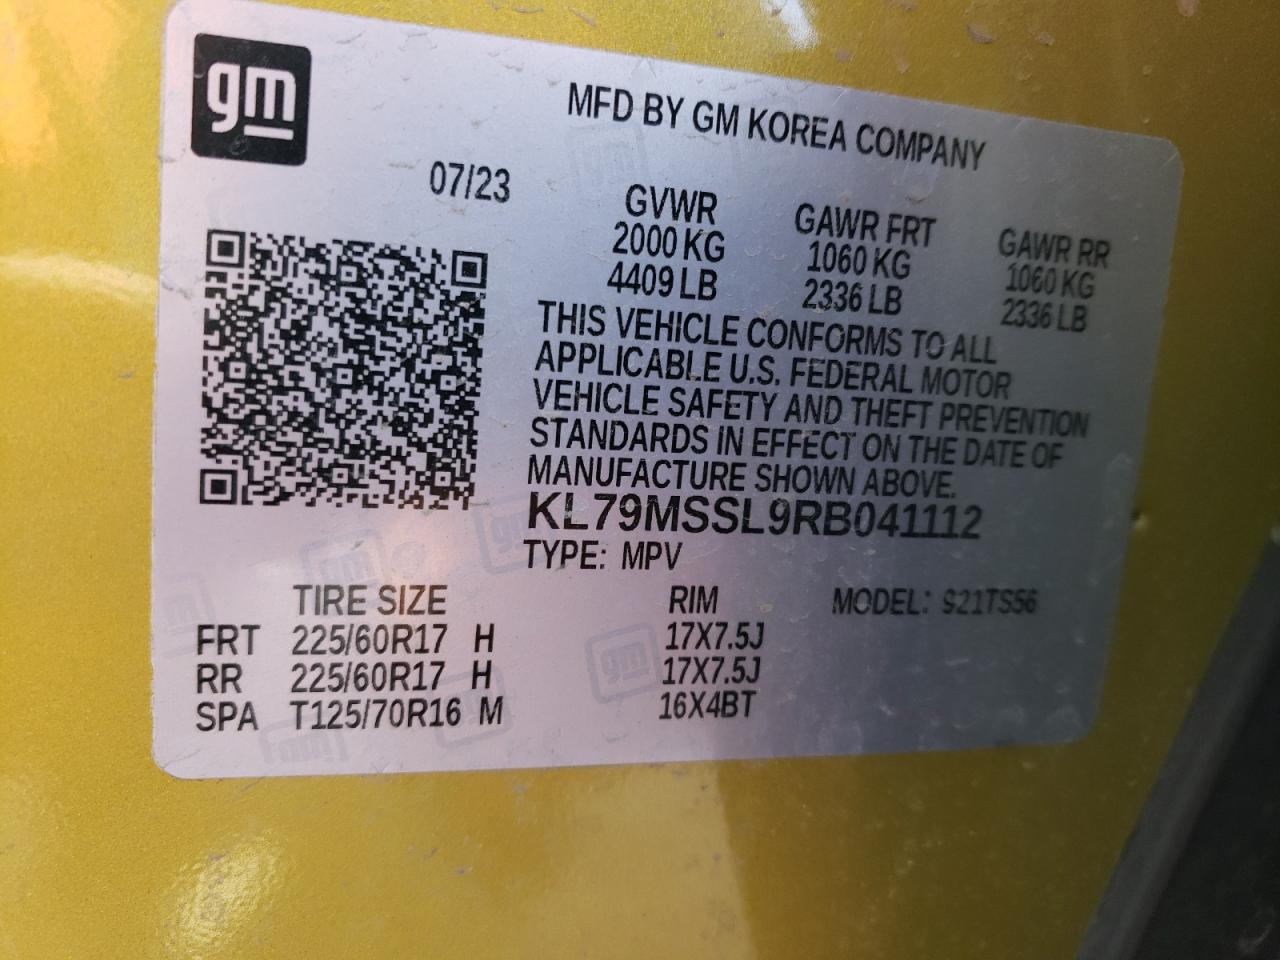 gm
MFD BY GM KOREA COMPANY
07/23
GVWR GAWR FRT GAWR RR
2000 KG 1060 KG 1060 KG
4409 LB 2336 LB 2336 LB
THIS VEHICLE CONFORMS TO ALL
APPLICABLE U.S. FEDERAL MOTOR
VEHICLE SAFETY AND THEFT PREVENTION
STANDARDS IN EFFECT ON THE DATE OF
MANUFACTURE SHOWN ABOVE.
KL79MSSL9RB041112
TYPE: MPV
TIRE SIZE RIM MODEL: 921TS56
FRT 225/60R17 H 17X7.5J
RR 225/60R17 H 17X7.5J
SPA T125/70R16 M 16X4BT